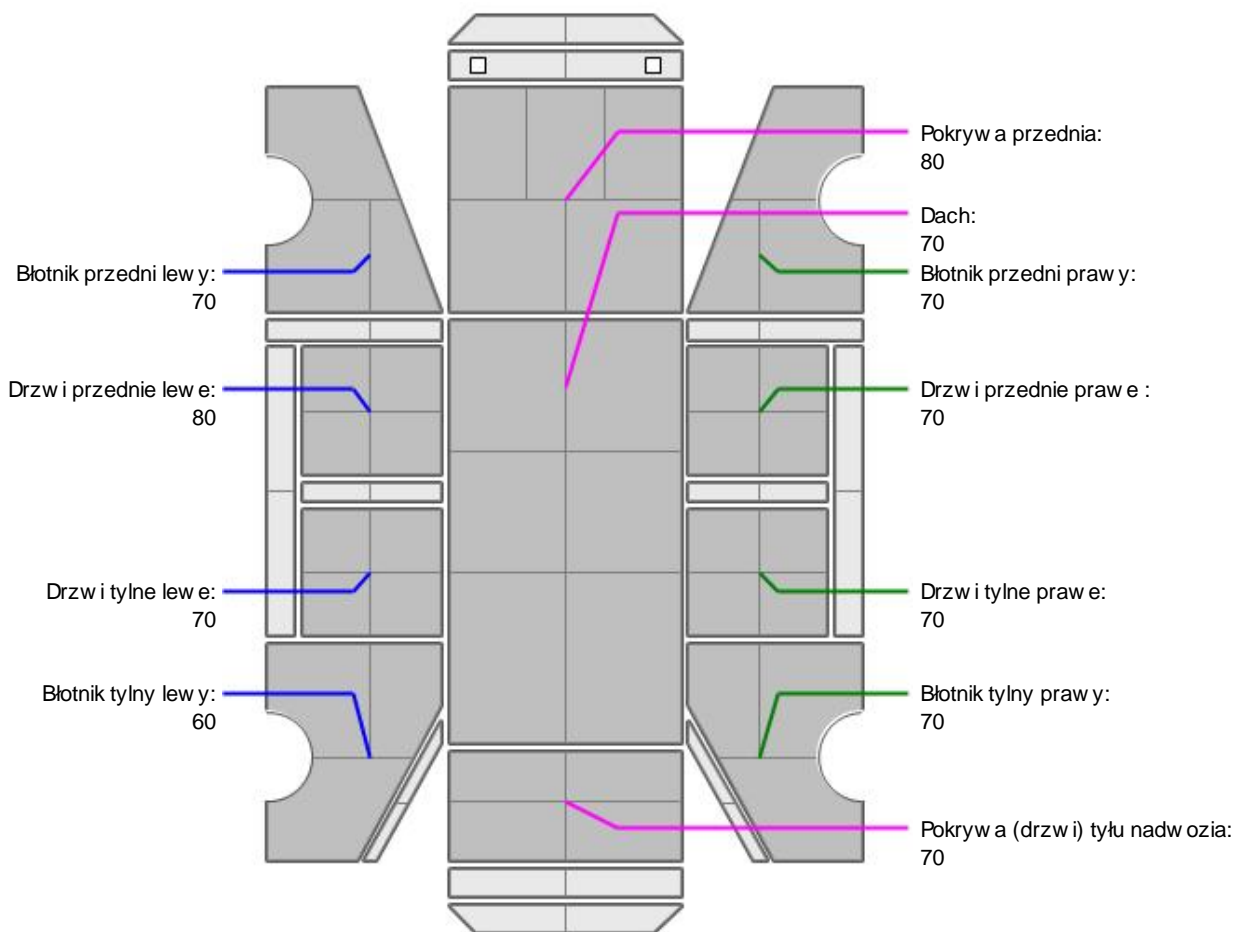 Pokrywa przednia:
80
Dach:
70
Błotnik przedni lewy:
70
Błotnik przedni prawy:
70
Drzwi przednie lewe:
80
Drzwi przednie prawe :
70
Drzwi tylne lewe:
70
Drzwi tylne prawe:
70
Błotnik tylny lewy:
60
Błotnik tylny prawy:
70
Pokrywa (drzwi) tyłu nadwozia:
70